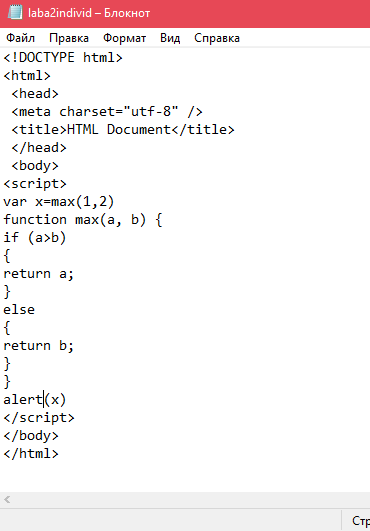 laba2individ – Блокнот
Файл Правка Формат Вид Справка
<!DOCTYPE html>
<html>
<head>
<meta charset="utf-8" />
<title>HTML Document</title>
</head>
<body>
<script>
var x=max(1,2)
function max(a, b) {
if (a>b)
{
return a;
}
else
{
return b;
}
}
alert(x)
</script>
</body>
</html>
Стр